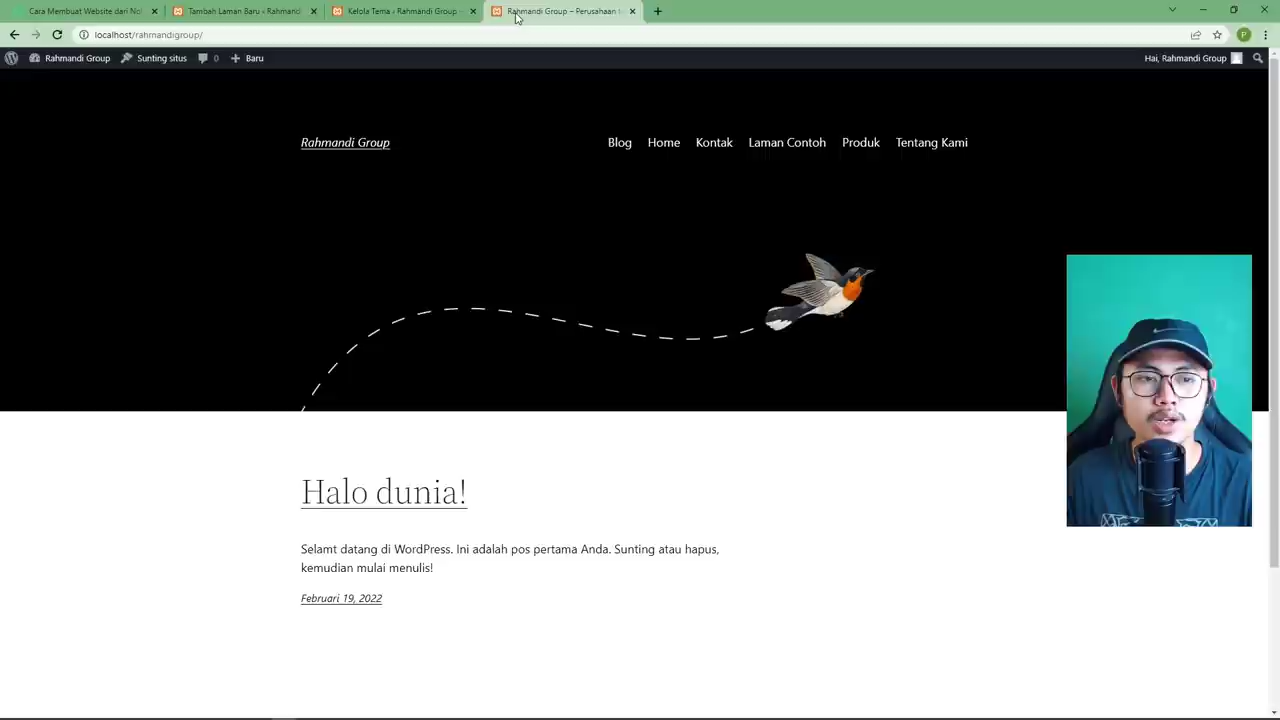 Cara Membuat Website dari No
Tambah Laman Baru ‹ Rahmandi
Kelola Tema ‹ Rahmandi Group —
Rahmandi Group – Perusahaan t
localhost/rahmandigroup/
P
Rahmandi Group
Sunting situs
0
Baru
Hai, Rahmandi Group
Rahmandi Group
Blog
Home
Kontak
Laman Contoh
Produk
Tentang Kami
Halo dunia!
Selamt datang di WordPress. Ini adalah pos pertama Anda. Sunting atau hapus,
kemudian mulai menulis!
Februari 19, 2022